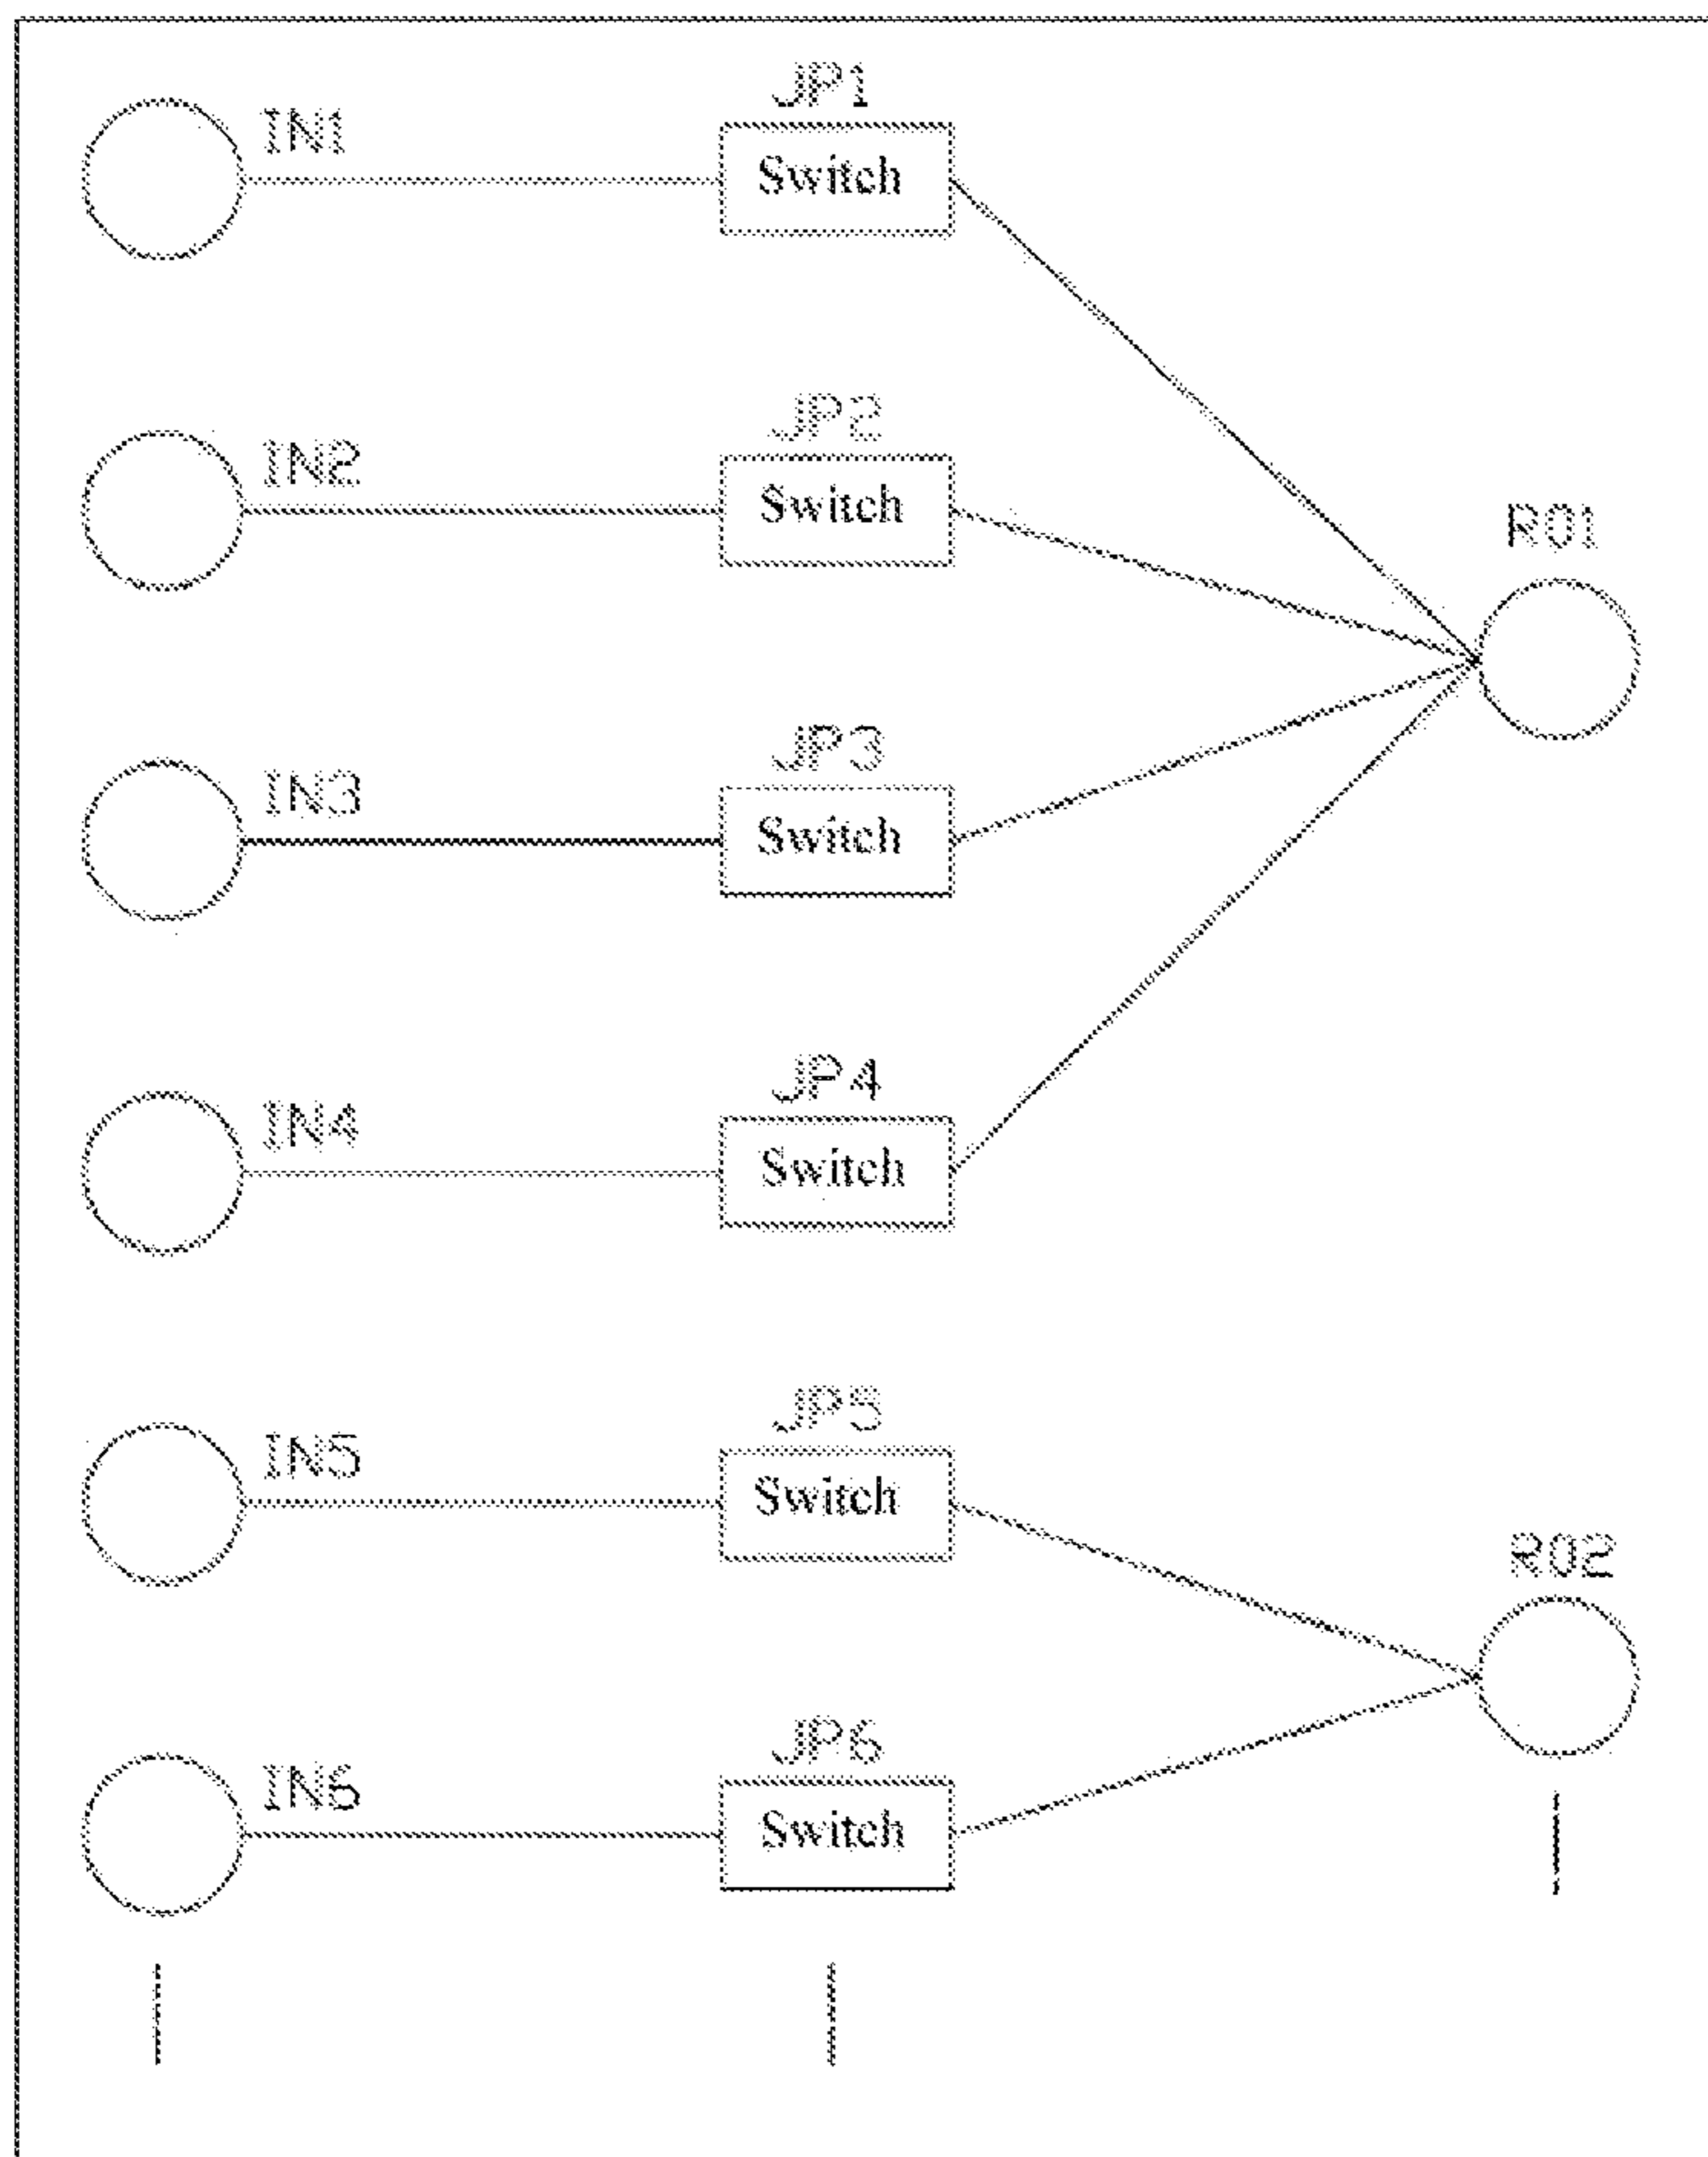 IN1
JP1
Switch
IN2
JP2
Switch
R01
IN3
JP3
Switch
IN4
JP4
Switch
IN5
JP5
Switch
R02
IN6
JP6
Switch